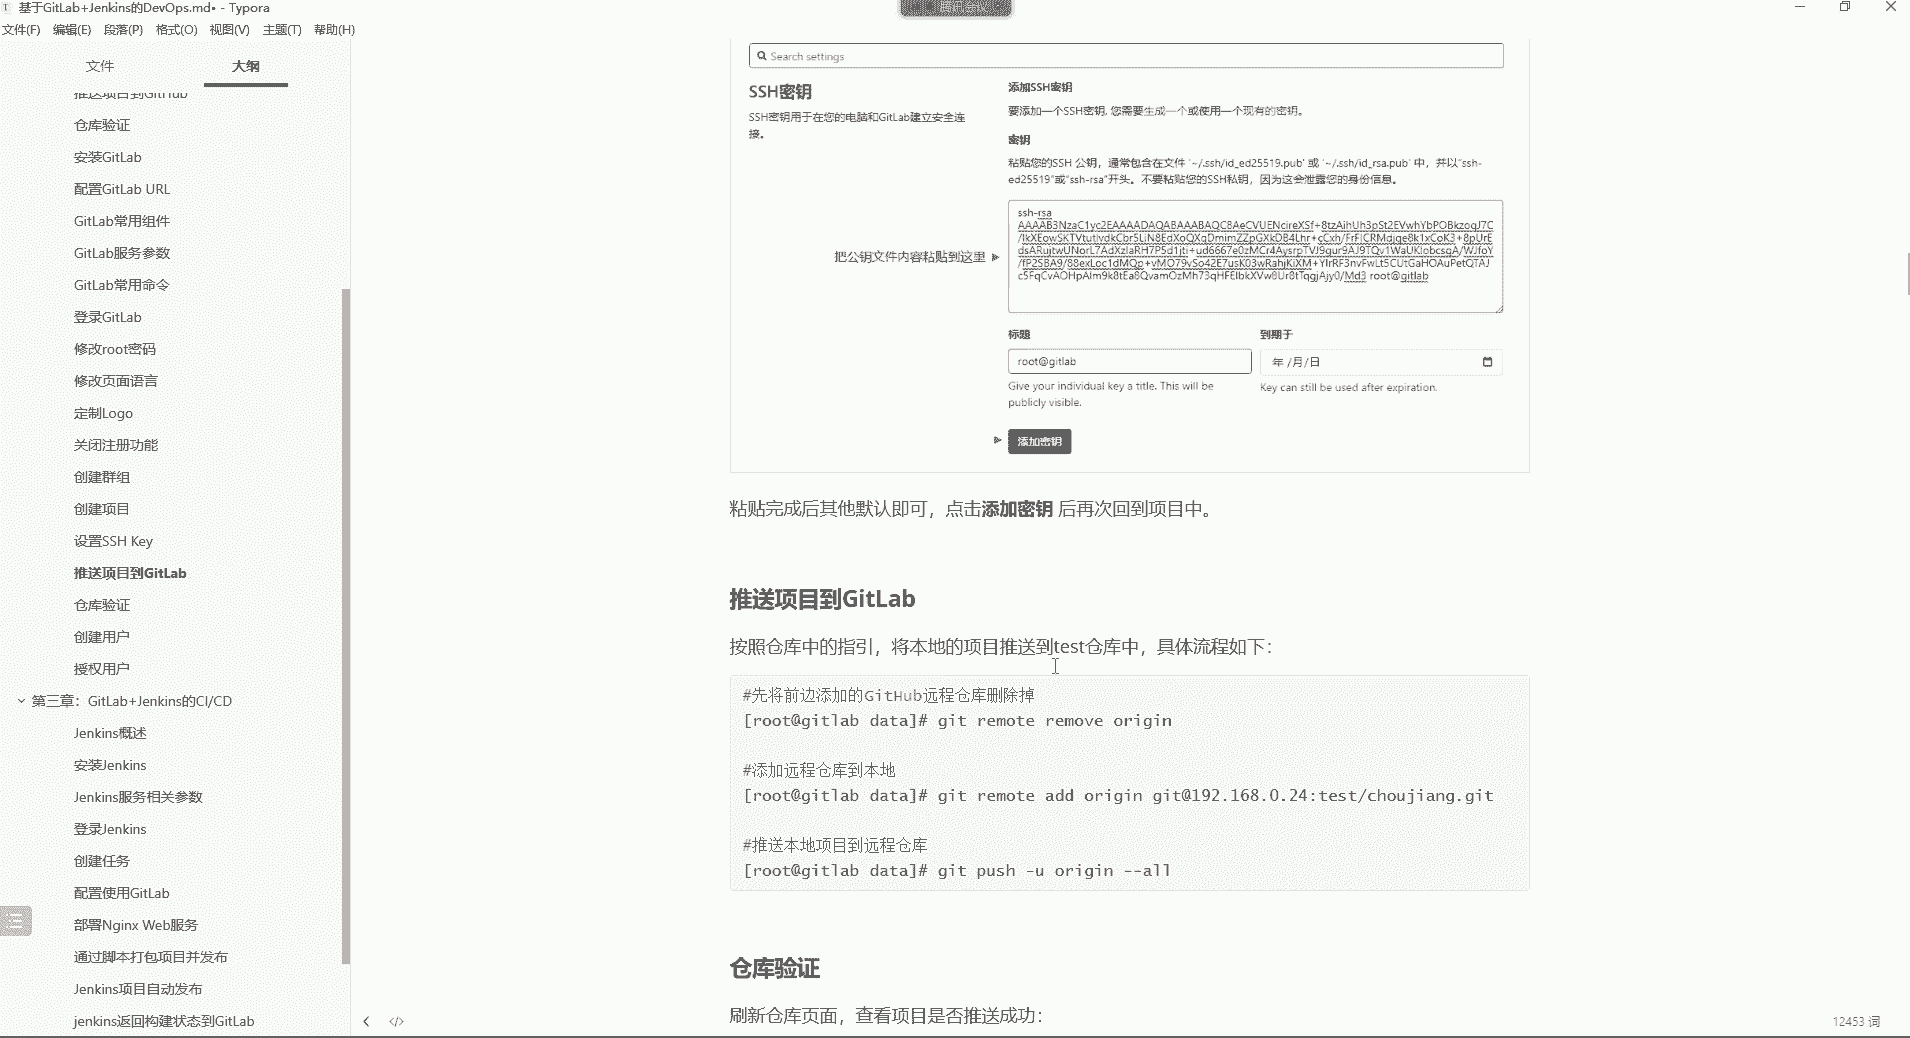 基于GitLab+Jenkins的DevOps.md• - Typora
腾讯会议
文件(F) 编辑(E) 段落(P) 格式(O) 视图(V) 主题(T) 帮助(H)
文件 大纲
推送项目到GitHub
仓库验证
安装GitLab
配置GitLab URL
GitLab常用组件
GitLab服务参数
GitLab常用命令
登录GitLab
修改root密码
修改页面语言
定制Logo
关闭注册功能
创建群组
创建项目
设置SSH Key
推送项目到GitLab
仓库验证
创建用户
授权用户
第三章：GitLab+Jenkins的CI/CD
Jenkins概述
安装Jenkins
Jenkins服务相关参数
登录Jenkins
创建任务
配置使用GitLab
部署Nginx Web服务
通过脚本打包项目并发布
Jenkins项目自动发布
jenkins返回构建状态到GitLab
Search settings
SSH密钥
SSH密钥用于在您的电脑和GitLab建立安全连
接。
添加SSH密钥
要添加一个SSH密钥, 您需要生成一个或使用一个现有的密钥。
密钥
粘贴您的SSH 公钥，通常包含在文件 '~/.ssh/id_ed25519.pub' 或 '~/.ssh/id_rsa.pub' 中，并以"ssh-
ed25519"或"ssh-rsa"开头。不要粘贴您的SSH私钥，因为这会泄露您的身份信息。
把公钥文件内容粘贴到这里
ssh-rsa
root@gitlab
标题 到期于
root@gitlab 年 /月/日
Give your individual key a title. This will be
publicly visible.
Key can still be used after expiration.
添加密钥
粘贴完成后其他默认即可，点击添加密钥 后再次回到项目中。
推送项目到GitLab
按照仓库中的指引，将本地的项目推送到test仓库中，具体流程如下：
#先将前边添加的GitHub远程仓库删除掉
[root@gitlab data]# git remote remove origin
#添加远程仓库到本地
[root@gitlab data]# git remote add origin git@192.168.0.24:test/choujiang.git
#推送本地项目到远程仓库
[root@gitlab data]# git push -u origin --all
仓库验证
刷新仓库页面，查看项目是否推送成功：
12453 词